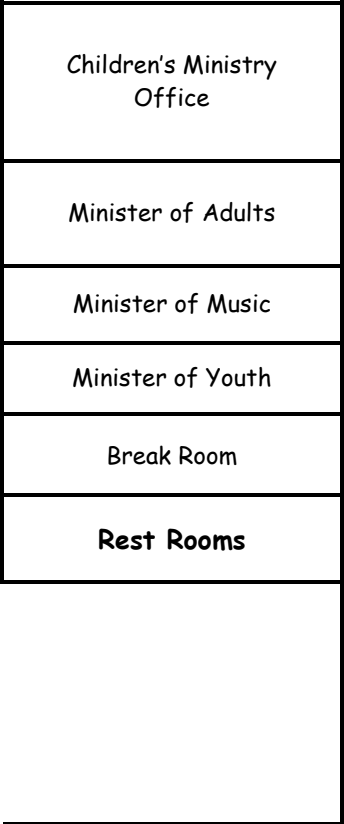 Children's Ministry
Office
Minister of Adults
Minister of Music
Minister of Youth
Break Room
Rest Rooms